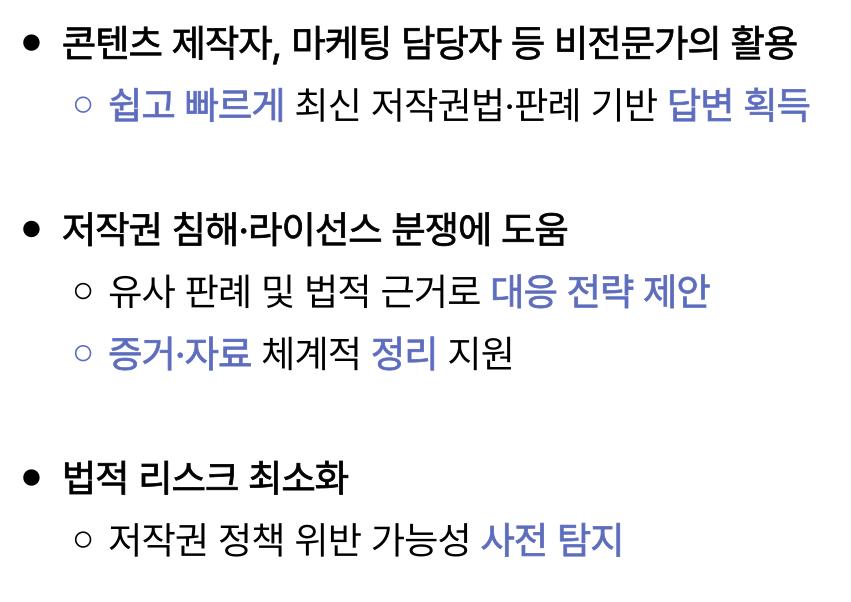 ● 콘텐츠 제작자, 마케팅 담당자 등 비전문가의 활용
○ 쉽고 빠르게 최신 저작권법·판례 기반 답변 획득
● 저작권 침해·라이선스 분쟁에 도움
○ 유사 판례 및 법적 근거로 대응 전략 제안
○ 증거·자료 체계적 정리 지원
● 법적 리스크 최소화
○ 저작권 정책 위반 가능성 사전 탐지